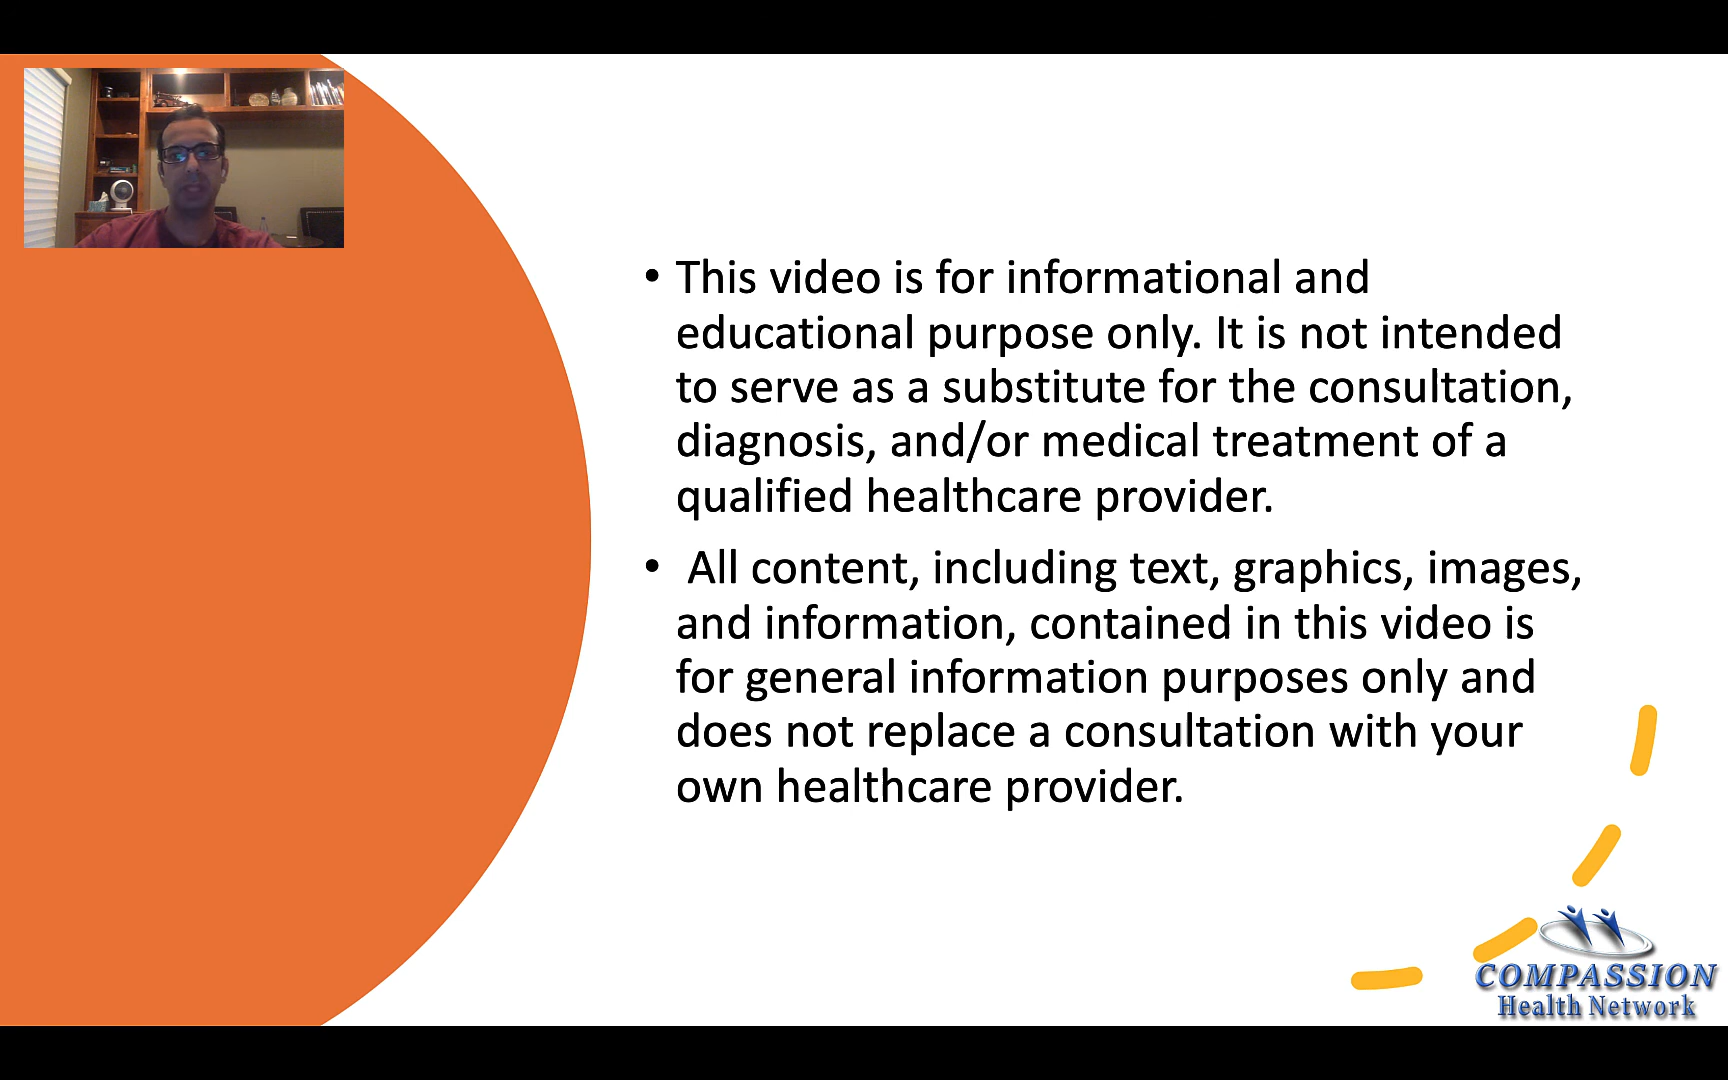 • This video is for informational and
educational purpose only. It is not intended
to serve as a substitute for the consultation,
diagnosis, and/or medical treatment of a
qualified healthcare provider.
• All content, including text, graphics, images,
and information, contained in this video is
for general information purposes only and
does not replace a consultation with your
own healthcare provider.
COMPASSION
Health Network